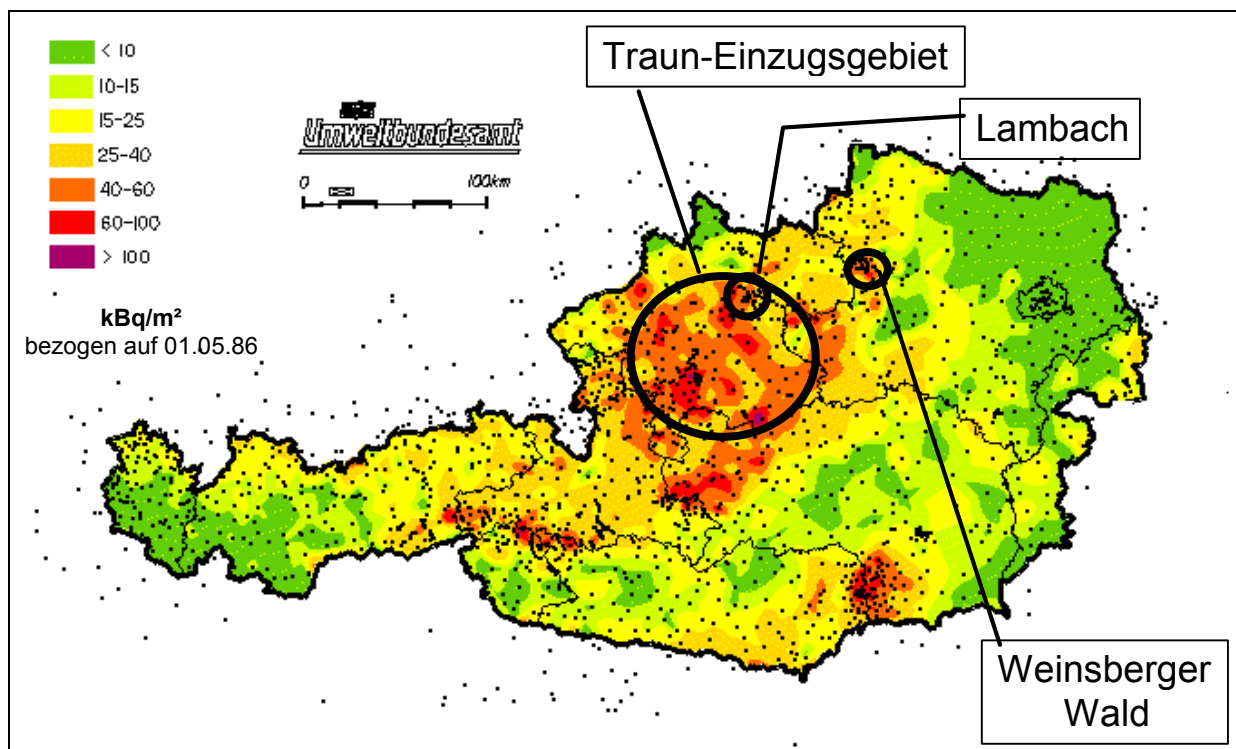 < 10
10-15
15-25
25-40
40-60
60-100
> 100
kBq/m²
bezogen auf 01.05.86
Umweltbundesamt
0 100km
Traun-Einzugsgebiet
Lambach
Weinsberger
Wald